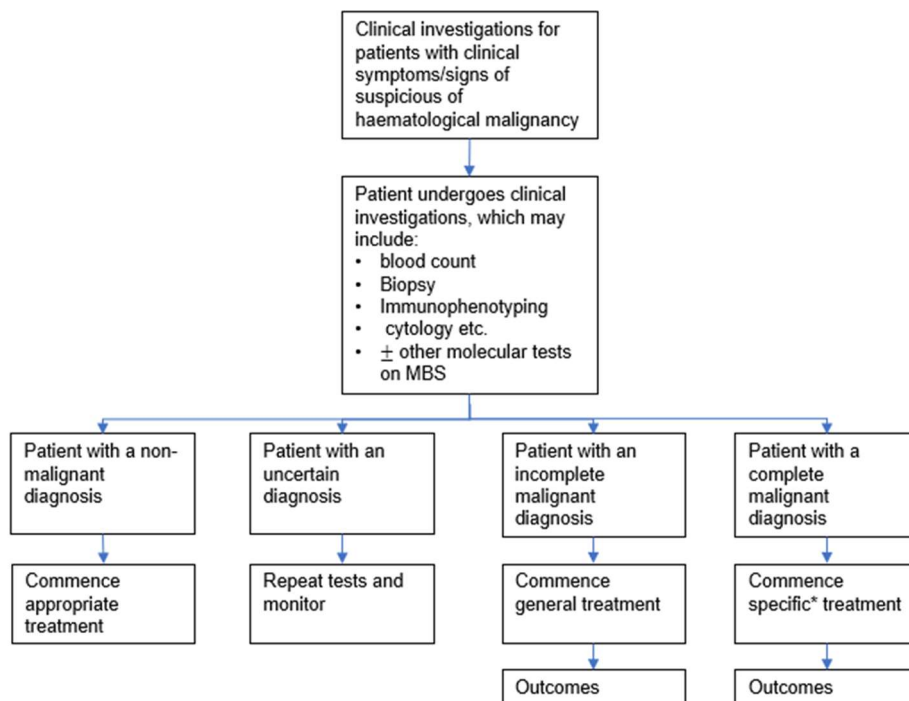 Clinical investigations for
patients with clinical
symptoms/signs of
suspicious of
haematological malignancy
Patient undergoes clinical
investigations, which may
include:
• blood count
• Biopsy
• Immunophenotyping
• cytology etc.
• ± other molecular tests
on MBS
Patient with a non-
malignant
diagnosis
Patient with an
uncertain
diagnosis
Patient with an
incomplete
malignant
diagnosis
Patient with a
complete
malignant
diagnosis
Commence
appropriate
treatment
Repeat tests and
monitor
Commence
general treatment
Commence
specific* treatment
Outcomes
Outcomes